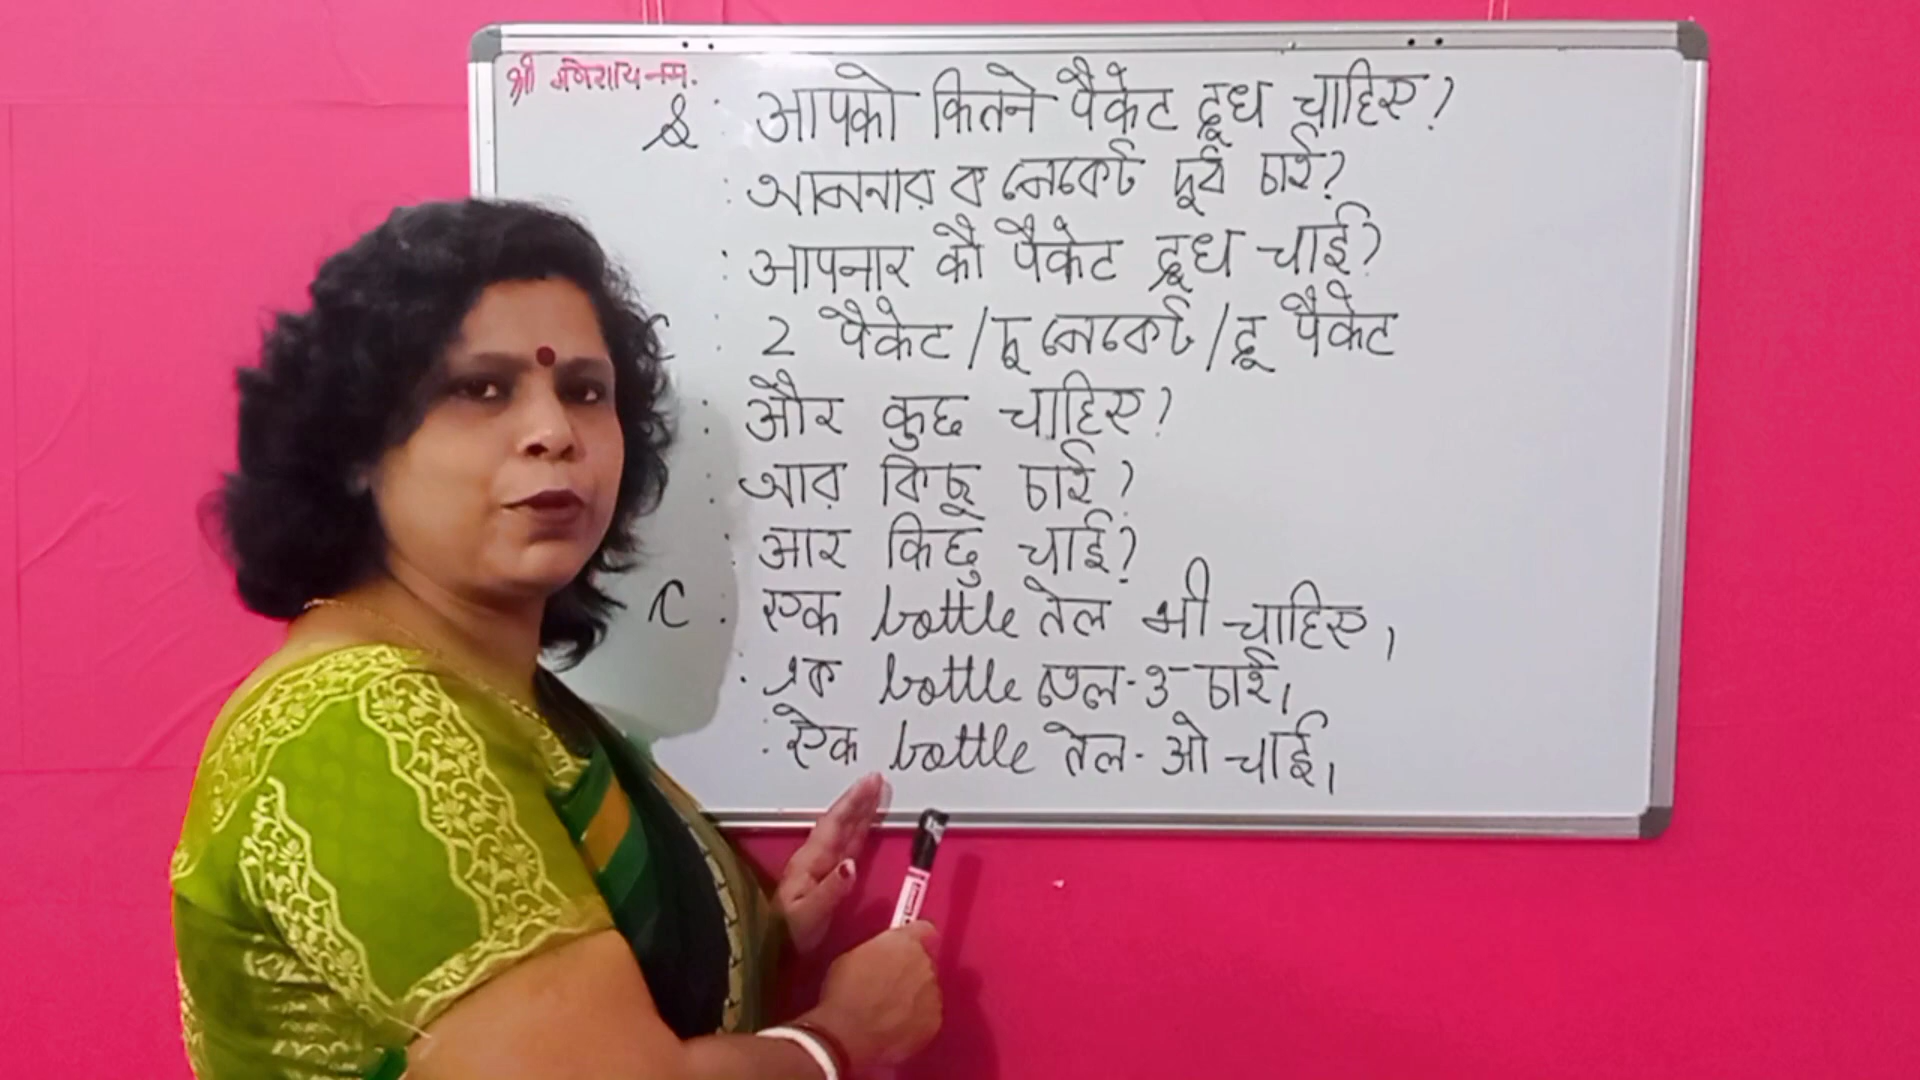 श्री गणेशाय नमः
S : आपको कितने पैकेट दूध चाहिए?
: আপনার ক প্যাকেট দুধ চাই?
: आपनार कौ पैकेट दूध चाई?
C : 2 पैकेट / দু প্যাকেট / दू पैकेट
: और कुछ चाहिए?
: আর কিছু চাই?
: आर किछु चाई?
C : एक bottle तेल भी चाहिए।
: এক bottle তেল-ও চাই।
: ऐक bottle तेल-ओ चाई।